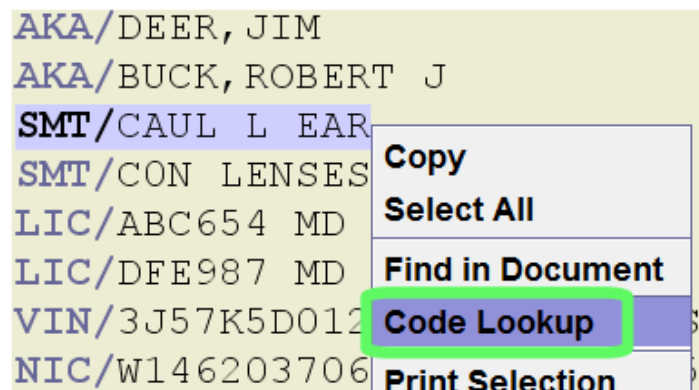 AKA/DEER,JIM
AKA/BUCK,ROBERT J
SMT/CAUL L EAR
SMT/CON LENSES
LIC/ABC654 MD
LIC/DFE987 MD
VIN/3J57K5D012
NIC/W146203706
Copy
Select All
Find in Document
Code Lookup
Print Selection